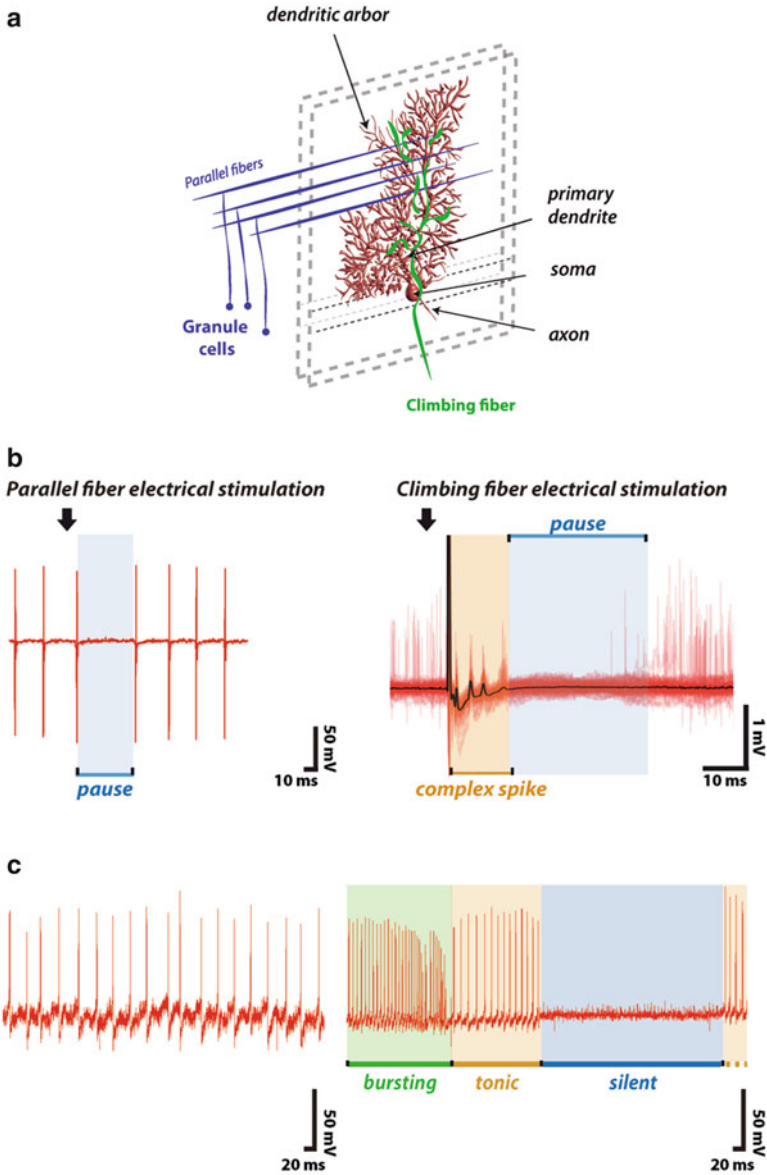 a
dendritic arbor
Parallel fibers
primary
dendrite
soma
axon
Granule
cells
Climbing fiber
b
Parallel fiber electrical stimulation
Climbing fiber electrical stimulation
pause
pause
10 ms
50 mV
complex spike
10 ms
1 mV
c
bursting
tonic
silent
20 ms
50 mV
20 ms
50 mV